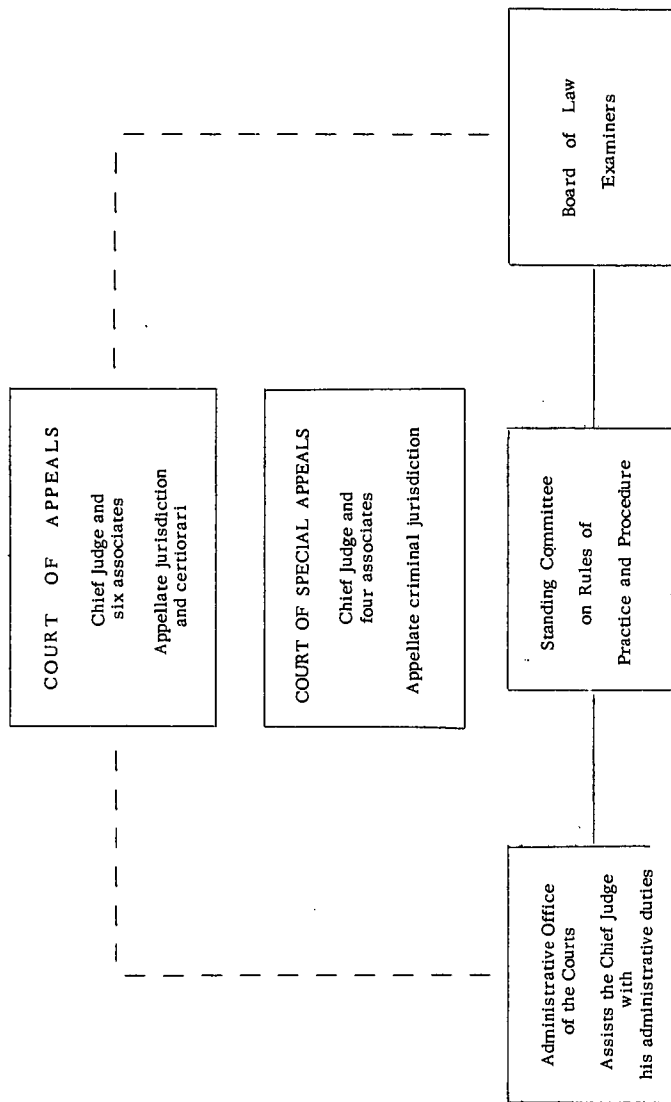 COURT OF APPEALS
Chief Judge and
six associates
Appellate jurisdiction
and certiorari
COURT OF SPECIAL APPEALS
Chief Judge and
four associates
Appellate criminal jurisdiction
Administrative Office
of the Courts
Assists the Chief Judge
with
his administrative duties
Standing Committee
on Rules of
Practice and Procedure
Board of Law
Examiners